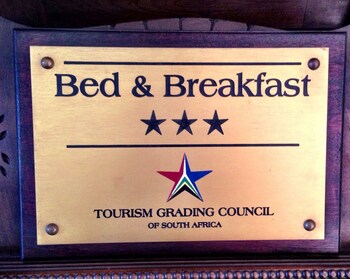 Bed & Breakfast
TOURISM GRADING COUNCIL
OF SOUTH AFRICA